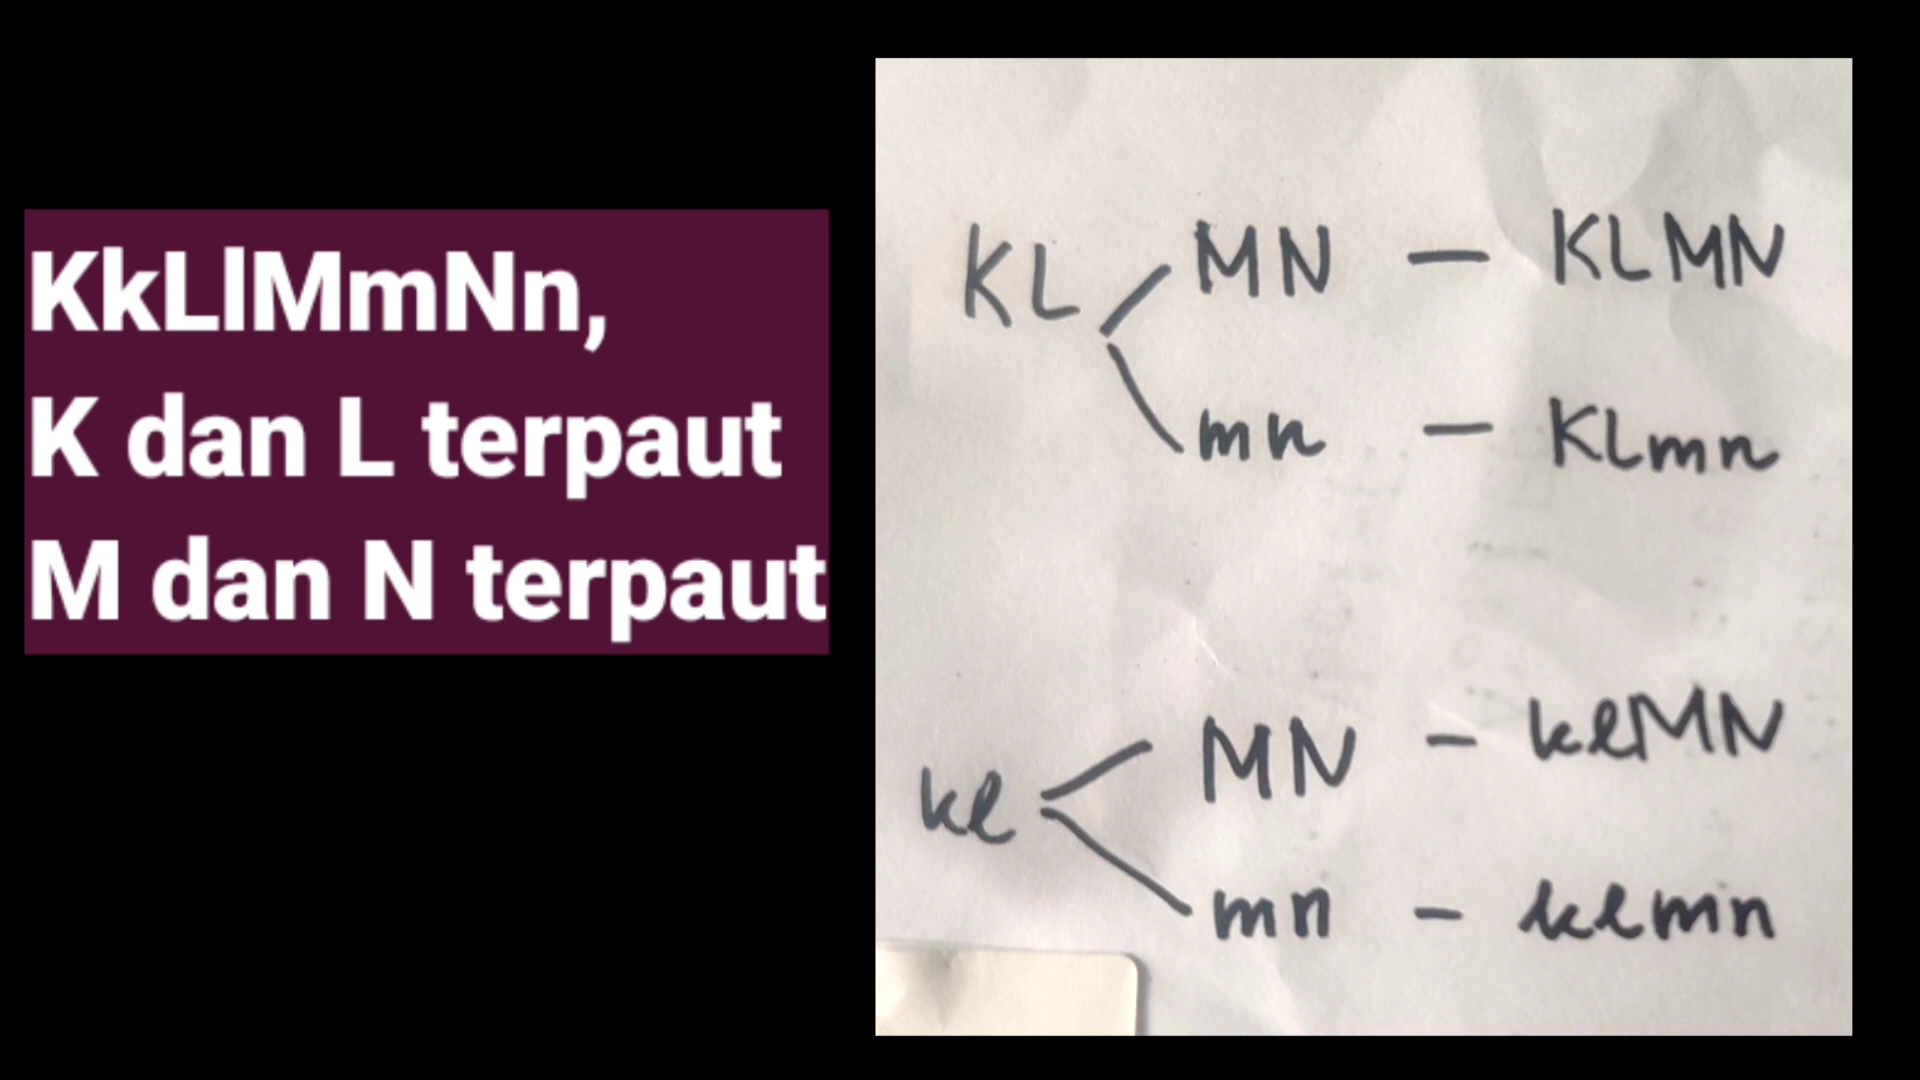 KkLlMmNn,
K dan L terpaut
M dan N terpaut
KL MN — KLMN
mn — KLmn
kl MN — klMN
mn — klmn